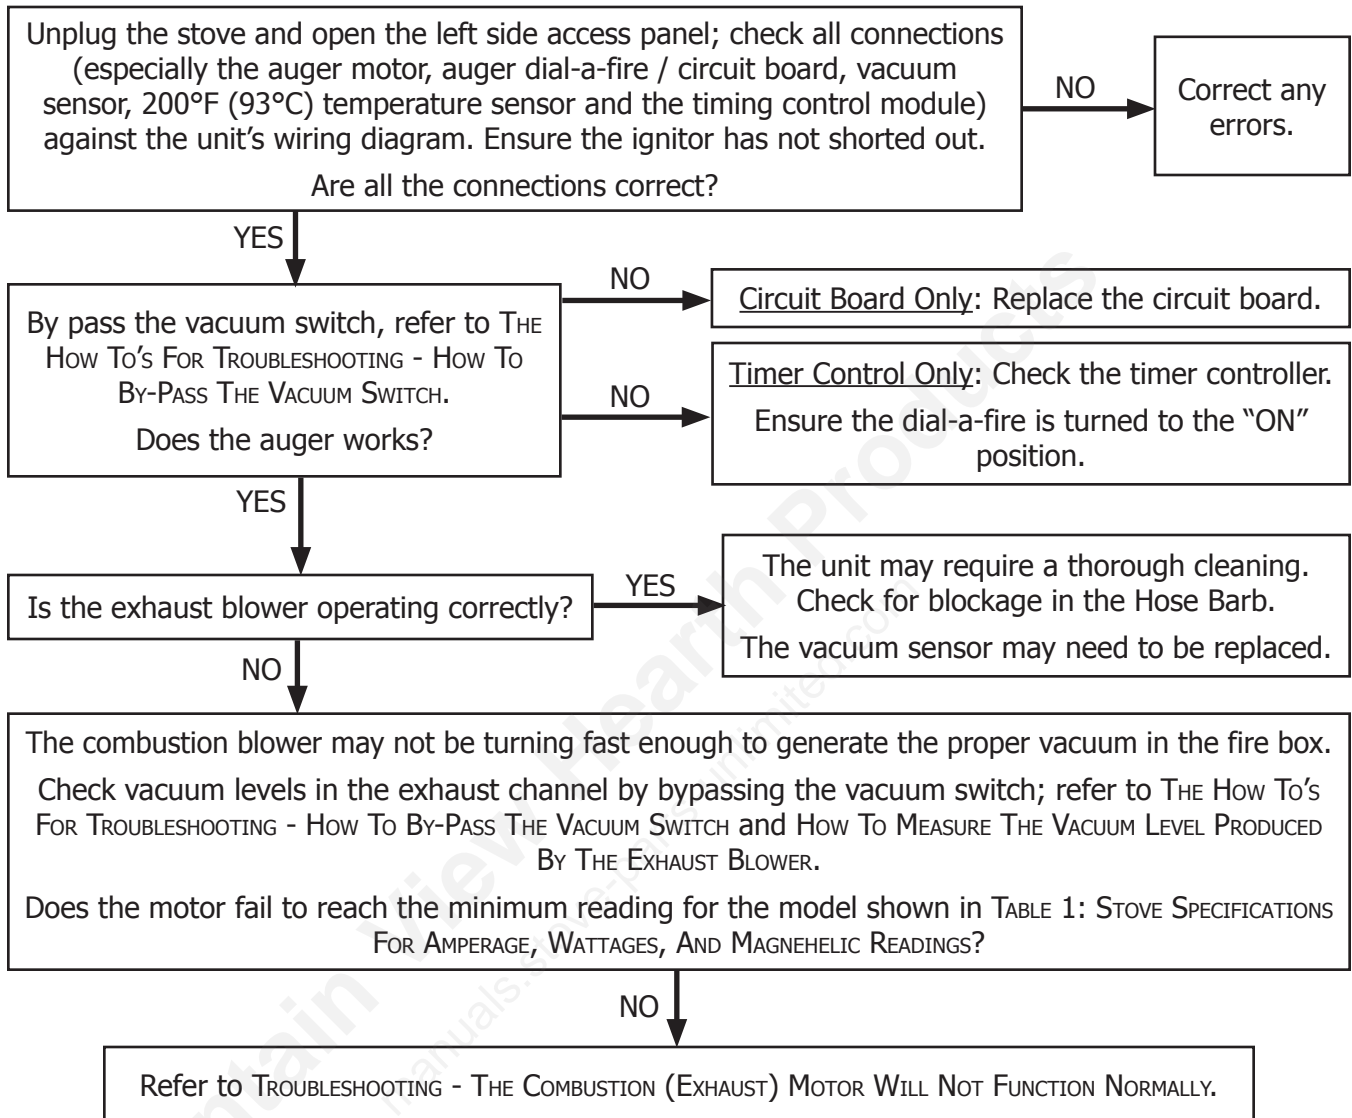 Unplug the stove and open the left side access panel; check all connections
(especially the auger motor, auger dial-a-fire / circuit board, vacuum
sensor, 200°F (93°C) temperature sensor and the timing control module)
against the unit's wiring diagram. Ensure the ignitor has not shorted out.
Are all the connections correct?
NO
Correct any
errors.
YES
By pass the vacuum switch, refer to The
How To's For Troubleshooting - How To
By-Pass The Vacuum Switch.
Does the auger works?
NO
Circuit Board Only: Replace the circuit board.
NO
Timer Control Only: Check the timer controller.
Ensure the dial-a-fire is turned to the “ON”
position.
YES
Is the exhaust blower operating correctly?
YES
The unit may require a thorough cleaning.
Check for blockage in the Hose Barb.
The vacuum sensor may need to be replaced.
NO
The combustion blower may not be turning fast enough to generate the proper vacuum in the fire box.
Check vacuum levels in the exhaust channel by bypassing the vacuum switch; refer to The How To's
For Troubleshooting - How To By-Pass The Vacuum Switch and How To Measure The Vacuum Level Produced
By The Exhaust Blower.
Does the motor fail to reach the minimum reading for the model shown in Table 1: Stove Specifications
For Amperage, Wattages, And Magnehelic Readings?
NO
Refer to Troubleshooting - The Combustion (Exhaust) Motor Will Not Function Normally.